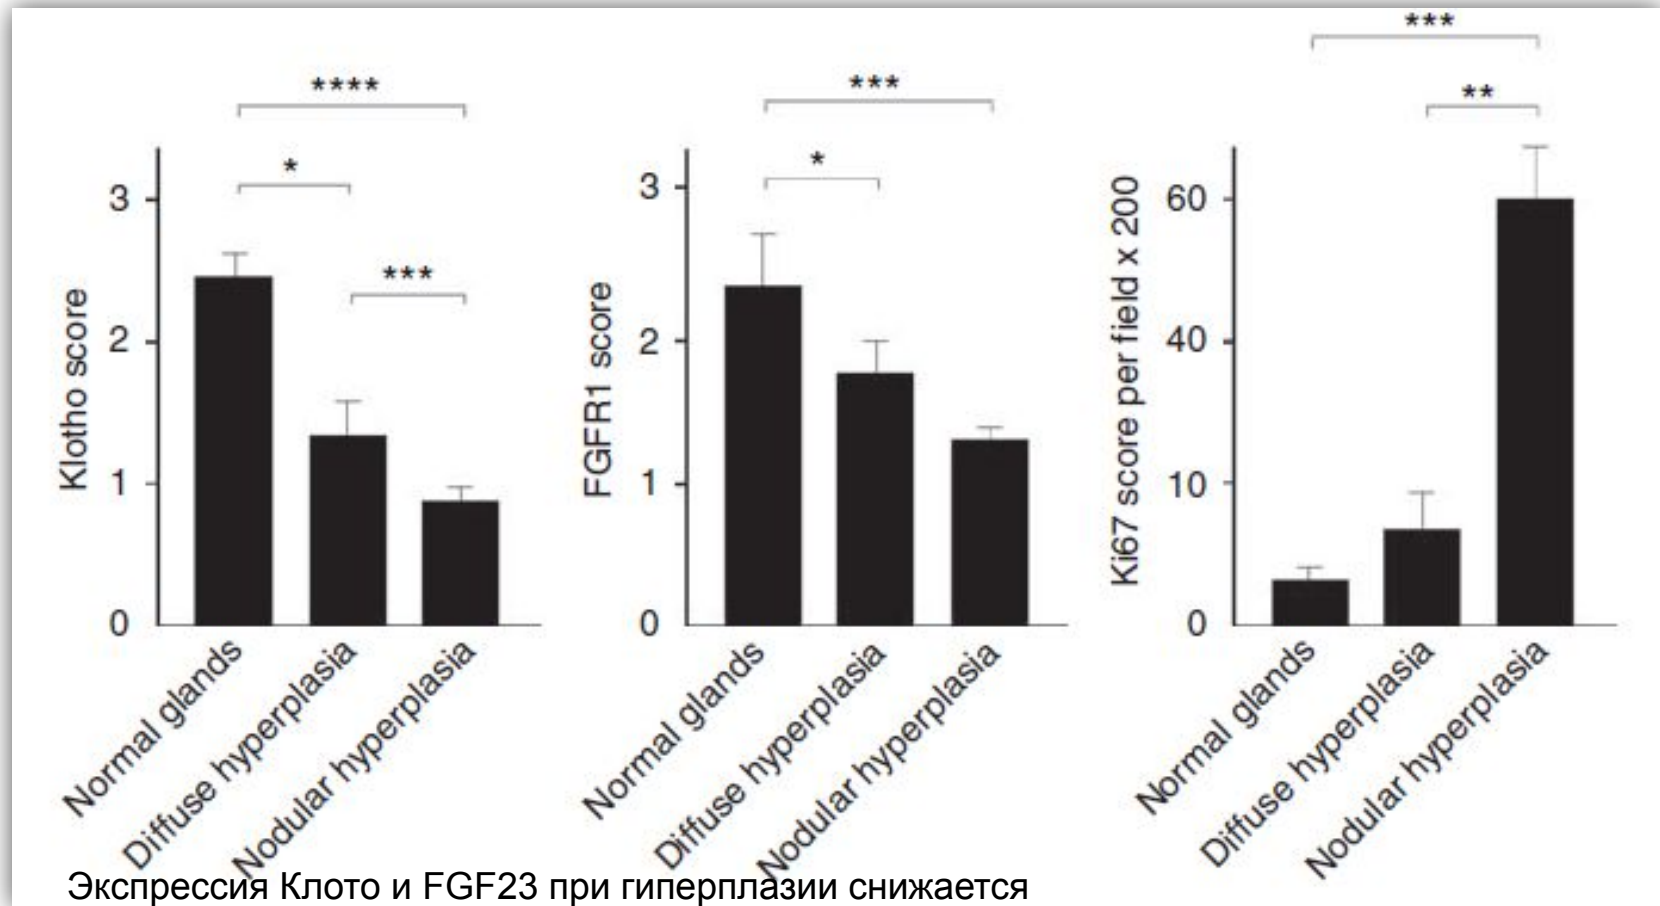 ****
*
***
3
2
1
0
Klotho score
Normal glands
Diffuse hyperplasia
Nodular hyperplasia
***
*
3
2
1
0
FGFR1 score
Normal glands
Diffuse hyperplasia
Nodular hyperplasia
***
**
60
40
10
0
Ki67 score per field x 200
Normal glands
Diffuse hyperplasia
Nodular hyperplasia
Экспрессия Клото и FGF23 при гиперплазии снижается